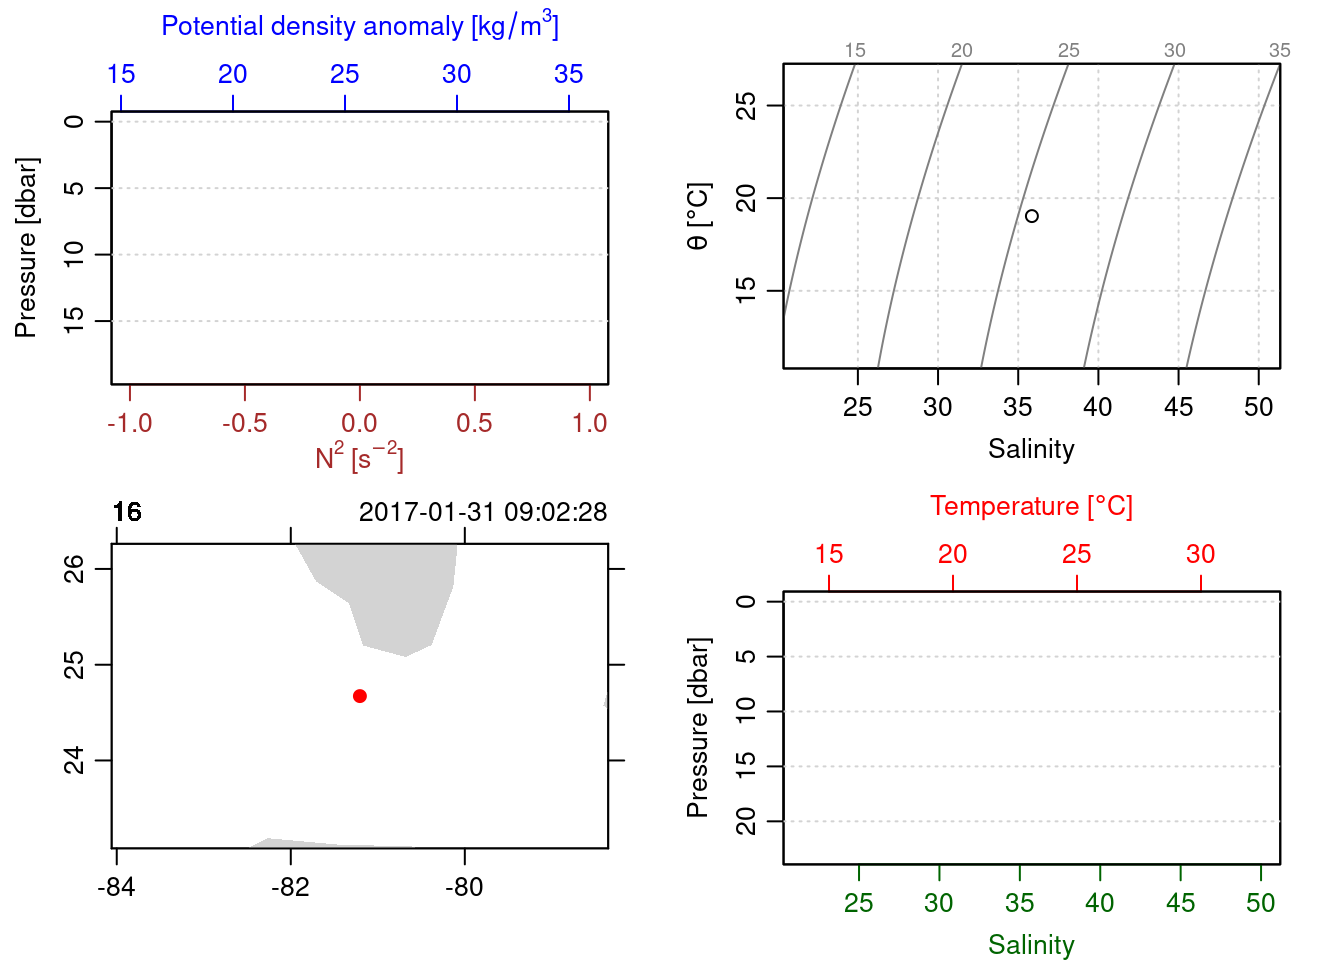 Potential density anomaly [kg/m³]
15 20 25 30 35
0
5
10
15
Pressure [dbar]
-1.0 -0.5 0.0 0.5 1.0
N² [s⁻²]
15 20 25 30 35
25
20
15
θ [°C]
25 30 35 40 45 50
Salinity
16 2017-01-31 09:02:28
26
25
24
-84 -82 -80
Temperature [°C]
15 20 25 30
0
5
10
15
20
Pressure [dbar]
25 30 35 40 45 50
Salinity